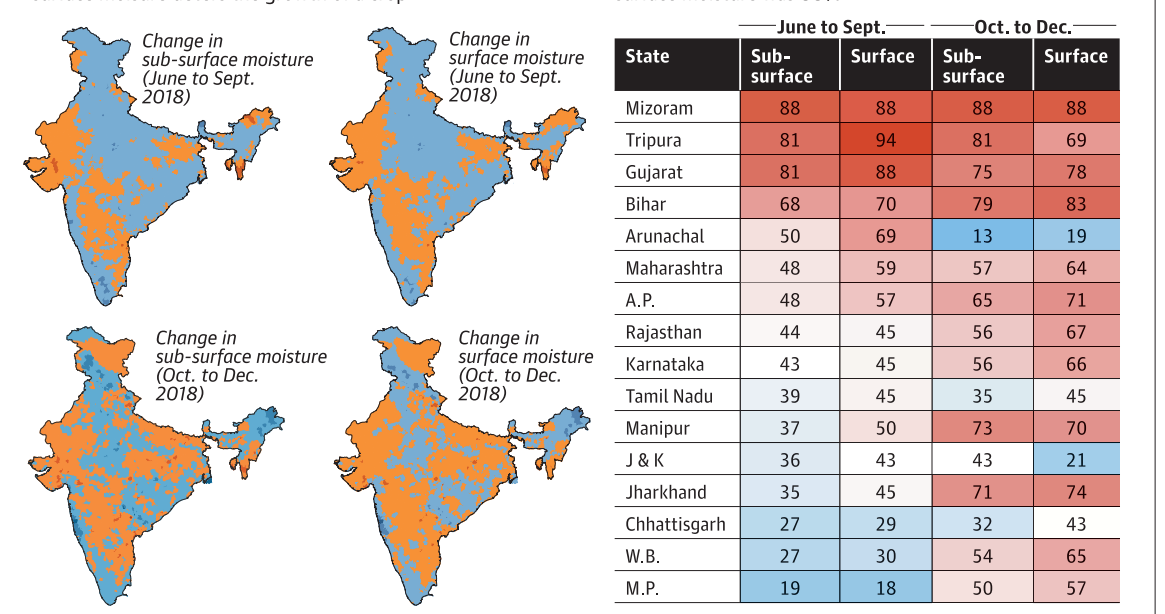 Change in
sub-surface moisture
(June to Sept.
2018)
Change in
surface moisture
(June to Sept.
2018)
Change in
sub-surface moisture
(Oct. to Dec.
2018)
Change in
surface moisture
(Oct. to Dec.
2018)
June to Sept. Oct. to Dec.
State Sub-surface Surface Sub-surface Surface
Mizoram 88 88 88 88
Tripura 81 94 81 69
Gujarat 81 88 75 78
Bihar 68 70 79 83
Arunachal 50 69 13 19
Maharashtra 48 59 57 64
A.P. 48 57 65 71
Rajasthan 44 45 56 67
Karnataka 43 45 56 66
Tamil Nadu 39 45 35 45
Manipur 37 50 73 70
J & K 36 43 43 21
Jharkhand 35 45 71 74
Chhattisgarh 27 29 32 43
W.B. 27 30 54 65
M.P. 19 18 50 57